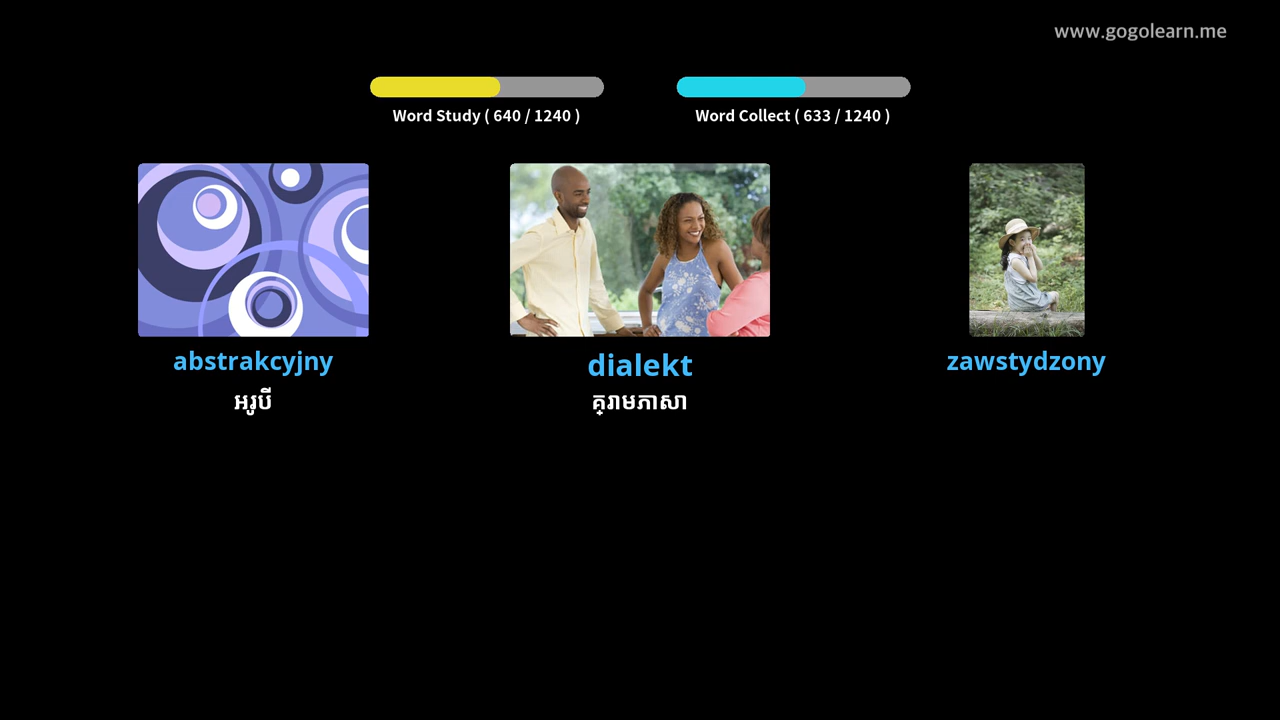 www.gogolearn.me
Word Study ( 640 / 1240 )
Word Collect ( 633 / 1240 )
abstrakcyjny
dialekt
zawstydzony
អរូបី
គ្រាមភាសា